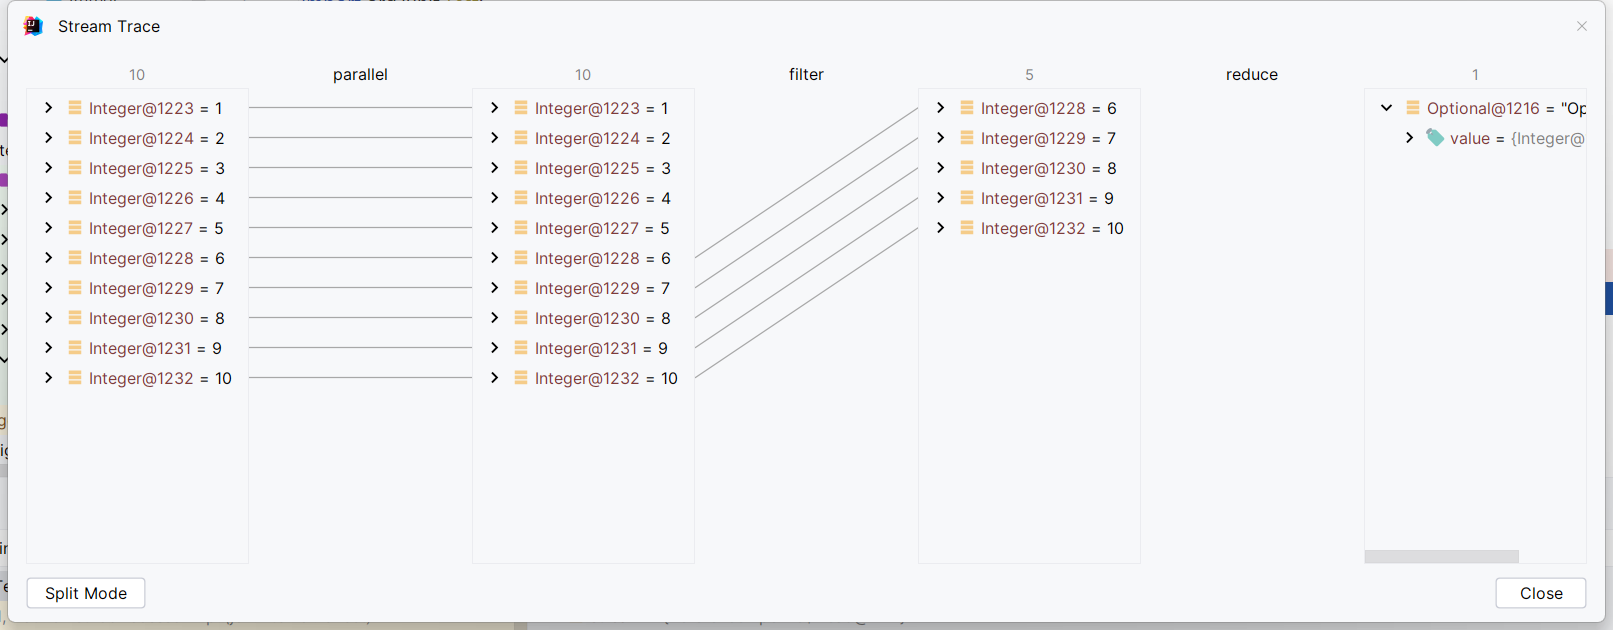 Stream Trace
10 parallel 10 filter 5 reduce 1
Integer@1223 = 1 Integer@1223 = 1 Integer@1228 = 6 Optional@1216 = "Op
Integer@1224 = 2 Integer@1224 = 2 Integer@1229 = 7 value = {Integer@
Integer@1225 = 3 Integer@1225 = 3 Integer@1230 = 8
Integer@1226 = 4 Integer@1226 = 4 Integer@1231 = 9
Integer@1227 = 5 Integer@1227 = 5 Integer@1232 = 10
Integer@1228 = 6 Integer@1228 = 6
Integer@1229 = 7 Integer@1229 = 7
Integer@1230 = 8 Integer@1230 = 8
Integer@1231 = 9 Integer@1231 = 9
Integer@1232 = 10 Integer@1232 = 10
Split Mode Close